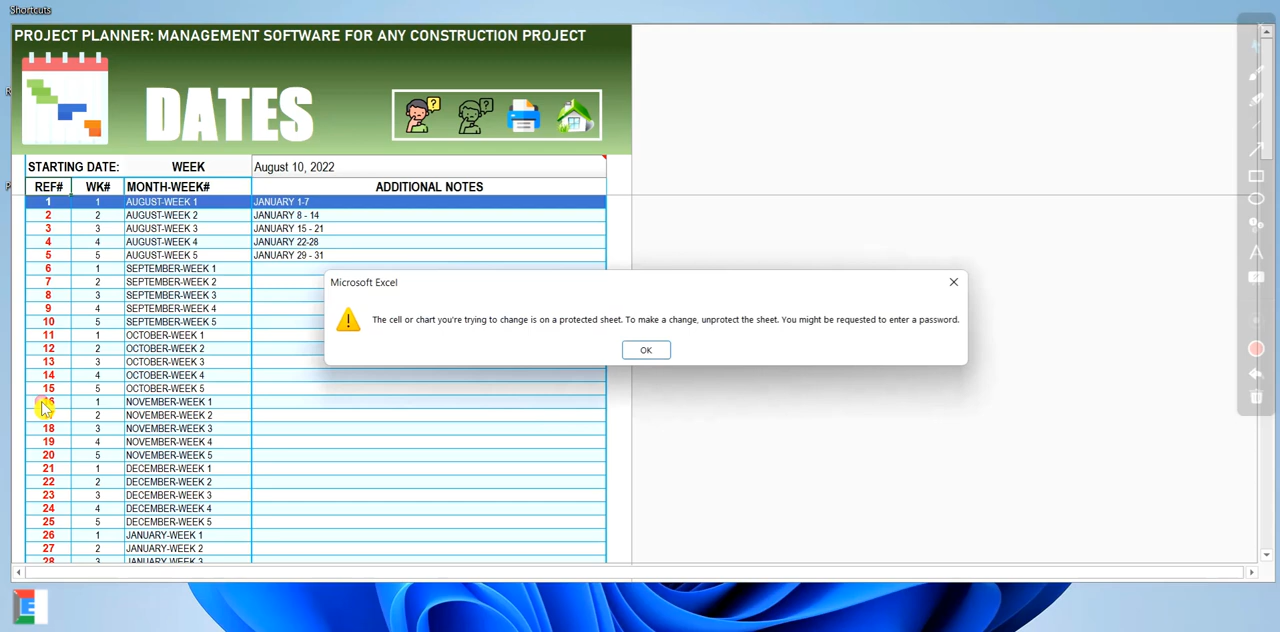 Shortcuts
PROJECT PLANNER: MANAGEMENT SOFTWARE FOR ANY CONSTRUCTION PROJECT
DATES
STARTING DATE: WEEK August 10, 2022
REF# WK# MONTH-WEEK# ADDITIONAL NOTES
1 1 AUGUST-WEEK 1 JANUARY 1-7
2 2 AUGUST-WEEK 2 JANUARY 8 - 14
3 3 AUGUST-WEEK 3 JANUARY 15 - 21
4 4 AUGUST-WEEK 4 JANUARY 22-28
5 5 AUGUST-WEEK 5 JANUARY 29 - 31
6 1 SEPTEMBER-WEEK 1
7 2 SEPTEMBER-WEEK 2
8 3 SEPTEMBER-WEEK 3
9 4 SEPTEMBER-WEEK 4
10 5 SEPTEMBER-WEEK 5
11 1 OCTOBER-WEEK 1
12 2 OCTOBER-WEEK 2
13 3 OCTOBER-WEEK 3
14 4 OCTOBER-WEEK 4
15 5 OCTOBER-WEEK 5
1 NOVEMBER-WEEK 1
2 NOVEMBER-WEEK 2
18 3 NOVEMBER-WEEK 3
19 4 NOVEMBER-WEEK 4
20 5 NOVEMBER-WEEK 5
21 1 DECEMBER-WEEK 1
22 2 DECEMBER-WEEK 2
23 3 DECEMBER-WEEK 3
24 4 DECEMBER-WEEK 4
25 5 DECEMBER-WEEK 5
26 1 JANUARY-WEEK 1
27 2 JANUARY-WEEK 2
28 3 JANUARY-WEEK 3
Microsoft Excel
The cell or chart you're trying to change is on a protected sheet. To make a change, unprotect the sheet. You might be requested to enter a password.
OK